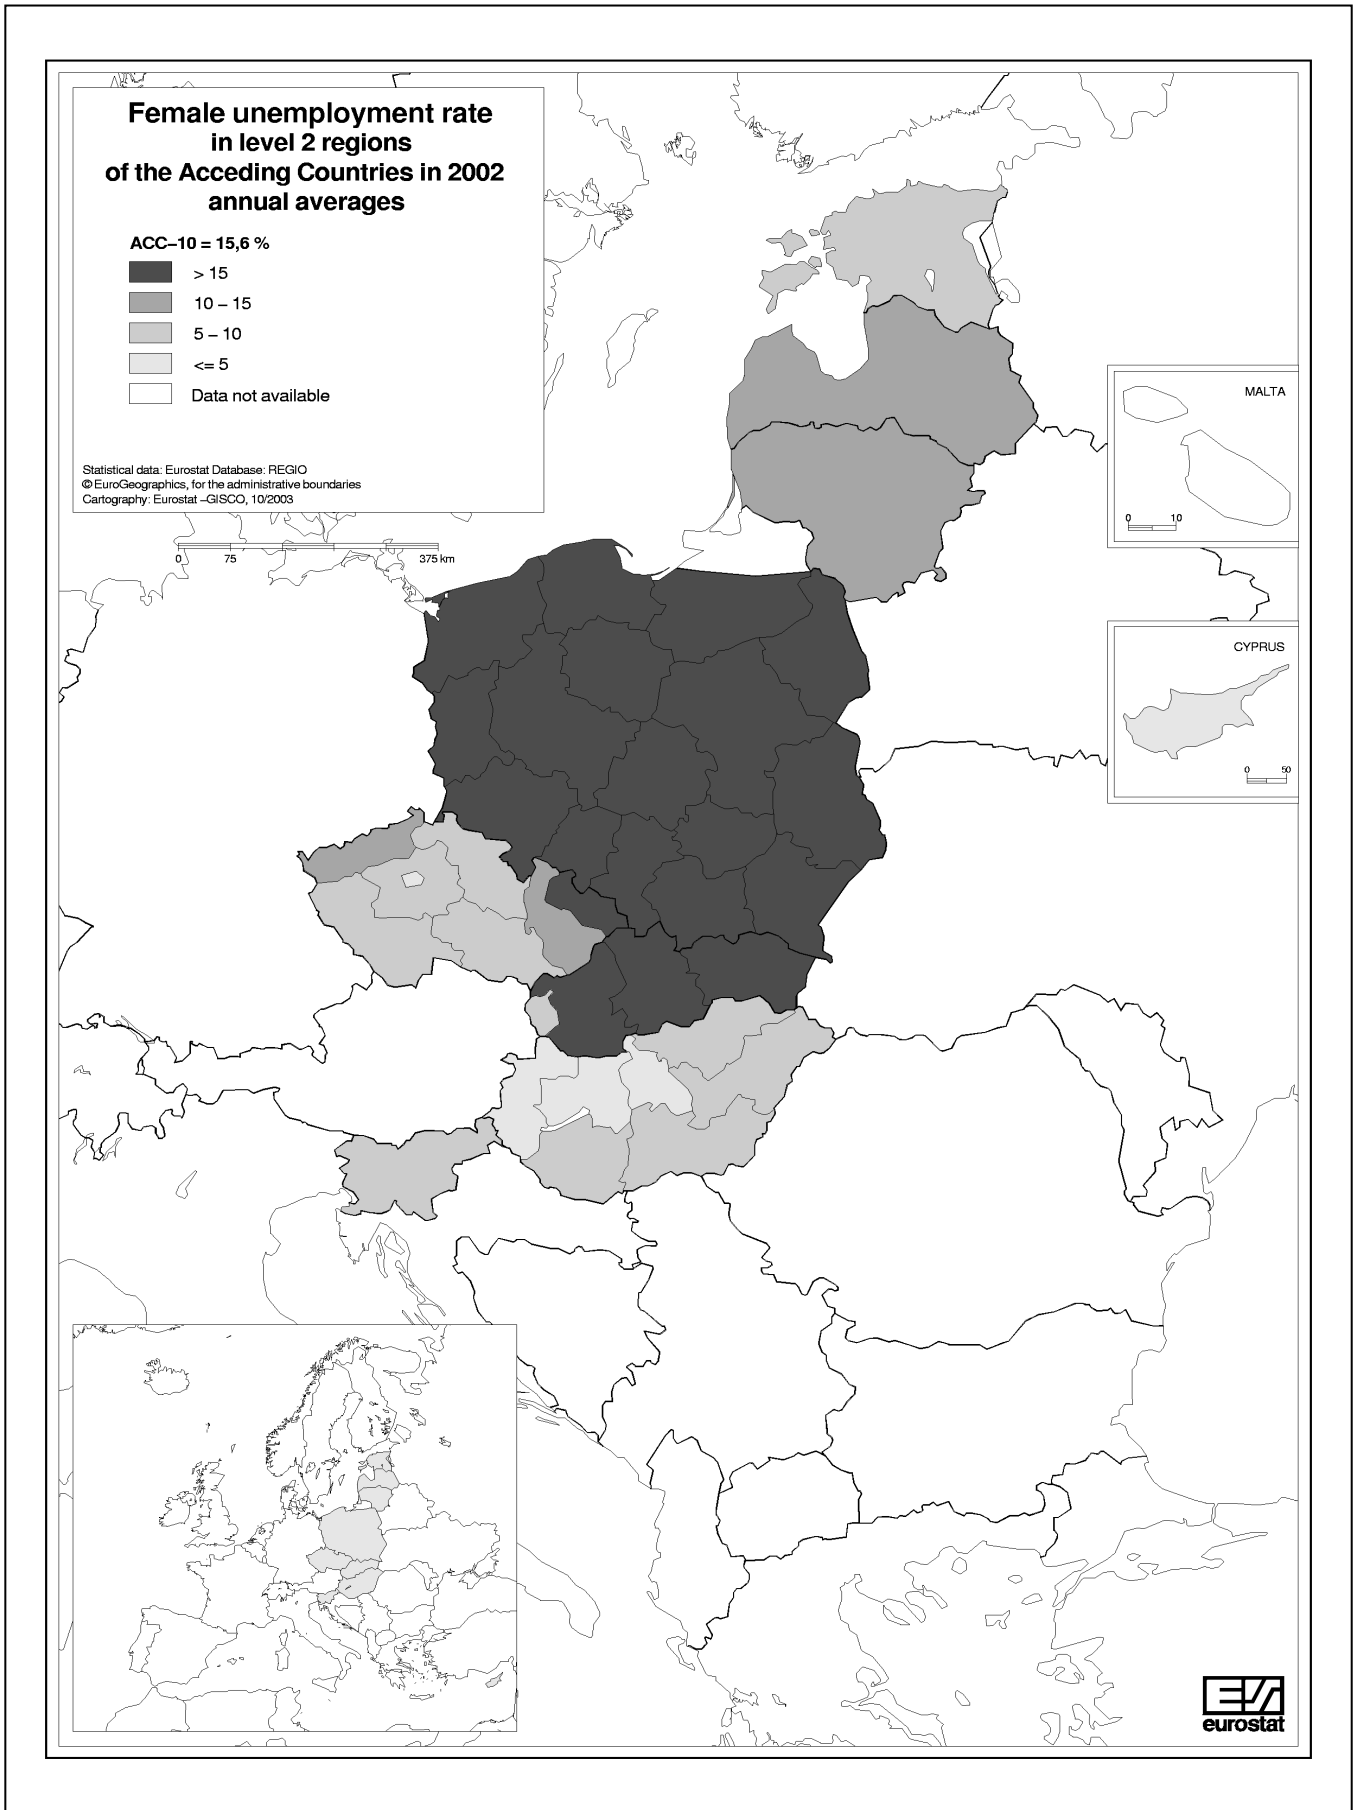 Female unemployment rate
in level 2 regions
of the Acceding Countries in 2002
annual averages
ACC–10 = 15,6 %
> 15
10 – 15
5 – 10
<= 5
Data not available
Statistical data: Eurostat Database: REGIO
© EuroGeographics, for the administrative boundaries
Cartography: Eurostat –GISCO, 10/2003
0 75 375 km
MALTA
0 10
CYPRUS
0 50
eurostat